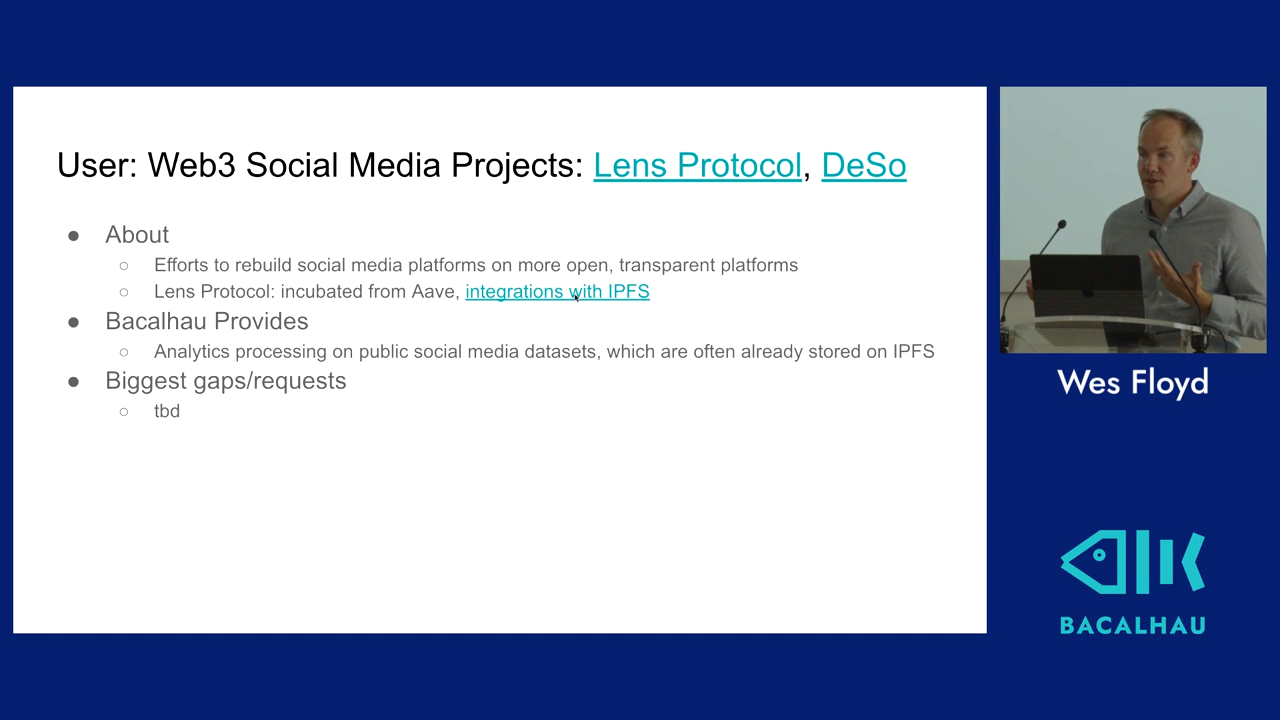 User: Web3 Social Media Projects: Lens Protocol, DeSo
● About
○ Efforts to rebuild social media platforms on more open, transparent platforms
○ Lens Protocol: incubated from Aave, integrations with IPFS
● Bacalhau Provides
○ Analytics processing on public social media datasets, which are often already stored on IPFS
● Biggest gaps/requests
○ tbd
Wes Floyd
BACALHAU